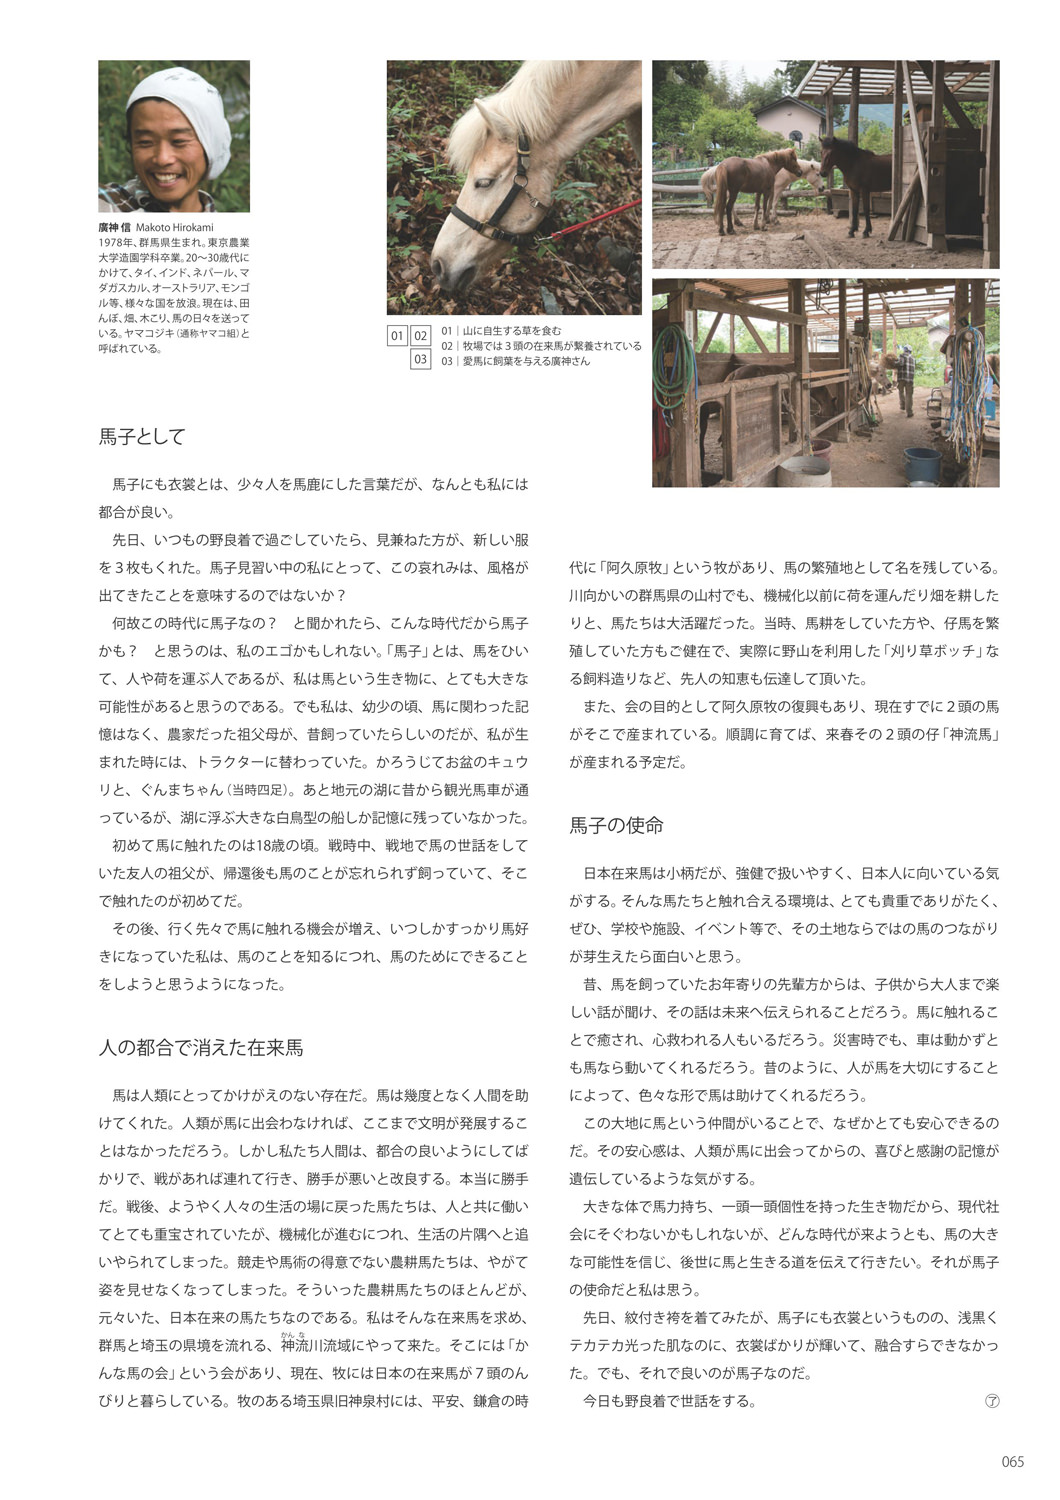 廣神 信 Makoto Hirokami
1978年、群馬県生まれ。東京農業
大学造園学科卒業。20〜30歳代に
かけて、タイ、インド、ネパール、マ
ダガスカル、オーストラリア、モンゴ
ル等、様々な国を放浪。現在は、田
んぼ、畑、木こり、馬の日々を送って
いる。ヤマコジキ（通称ヤマコ組）と
呼ばれている。
01 02
03
01｜山に自生する草を食む
02｜牧場では３頭の在来馬が繋養されている
03｜愛馬に飼葉を与える廣神さん
馬子として
馬子にも衣裳とは、少々人を馬鹿にした言葉だが、なんとも私には
都合が良い。
先日、いつもの野良着で過ごしていたら、見兼ねた方が、新しい服
を３枚もくれた。馬子見習い中の私にとって、この哀れみは、風格が
出てきたことを意味するのではないか？
何故この時代に馬子なの？　と聞かれたら、こんな時代だから馬子
かも？　と思うのは、私のエゴかもしれない。「馬子」とは、馬をひい
て、人や荷を運ぶ人であるが、私は馬という生き物に、とても大きな
可能性があると思うのである。でも私は、幼少の頃、馬に関わった記
憶はなく、農家だった祖父母が、昔飼っていたらしいのだが、私が生
まれた時には、トラクターに替わっていた。かろうじてお盆のキュウ
リと、ぐんまちゃん（当時四足）。あと地元の湖に昔から観光馬車が通
っているが、湖に浮ぶ大きな白鳥型の船しか記憶に残っていなかった。
初めて馬に触れたのは18歳の頃。戦時中、戦地で馬の世話をして
いた友人の祖父が、帰還後も馬のことが忘れられず飼っていて、そこ
で触れたのが初めてだ。
その後、行く先々で馬に触れる機会が増え、いつしかすっかり馬好
きになっていた私は、馬のことを知るにつれ、馬のためにできること
をしようと思うようになった。
人の都合で消えた在来馬
馬は人類にとってかけがえのない存在だ。馬は幾度となく人間を助
けてくれた。人類が馬に出会わなければ、ここまで文明が発展するこ
とはなかっただろう。しかし私たち人間は、都合の良いようにしてば
かりで、戦があれば連れて行き、勝手が悪いと改良する。本当に勝手
だ。戦後、ようやく人々の生活の場に戻った馬たちは、人と共に働い
てとても重宝されていたが、機械化が進むにつれ、生活の片隅へと追
いやられてしまった。競走や馬術の得意でない農耕馬たちは、やがて
姿を見せなくなってしまった。そういった農耕馬たちのほとんどが、
元々いた、日本在来の馬たちなのである。私はそんな在来馬を求め、
かん な
群馬と埼玉の県境を流れる、神流川流域にやって来た。そこには「か
んな馬の会」という会があり、現在、牧には日本の在来馬が７頭のん
びりと暮らしている。牧のある埼玉県旧神泉村には、平安、鎌倉の時
代に「阿久原牧」という牧があり、馬の繁殖地として名を残している。
川向かいの群馬県の山村でも、機械化以前に荷を運んだり畑を耕した
りと、馬たちは大活躍だった。当時、馬耕をしていた方や、仔馬を繁
殖していた方もご健在で、実際に野山を利用した「刈り草ボッチ」な
る飼料造りなど、先人の知恵も伝達して頂いた。
また、会の目的として阿久原牧の復興もあり、現在すでに２頭の馬
がそこで産まれている。順調に育てば、来春その２頭の仔「神流馬」
が産まれる予定だ。
馬子の使命
日本在来馬は小柄だが、強健で扱いやすく、日本人に向いている気
がする。そんな馬たちと触れ合える環境は、とても貴重でありがたく、
ぜひ、学校や施設、イベント等で、その土地ならではの馬のつながり
が芽生えたら面白いと思う。
昔、馬を飼っていたお年寄りの先輩方からは、子供から大人まで楽
しい話が聞け、その話は未来へ伝えられることだろう。馬に触れるこ
とで癒され、心救われる人もいるだろう。災害時でも、車は動かずと
も馬なら動いてくれるだろう。昔のように、人が馬を大切にすること
によって、色々な形で馬は助けてくれるだろう。
この大地に馬という仲間がいることで、なぜかとても安心できるの
だ。その安心感は、人類が馬に出会ってからの、喜びと感謝の記憶が
遺伝しているような気がする。
大きな体で馬力持ち、一頭一頭個性を持った生き物だから、現代社
会にそぐわないかもしれないが、どんな時代が来ようとも、馬の大き
な可能性を信じ、後世に馬と生きる道を伝えて行きたい。それが馬子
の使命だと私は思う。
先日、紋付き袴を着てみたが、馬子にも衣裳というものの、浅黒く
テカテカ光った肌なのに、衣裳ばかりが輝いて、融合すらできなかっ
た。でも、それで良いのが馬子なのだ。
今日も野良着で世話をする。　了
065